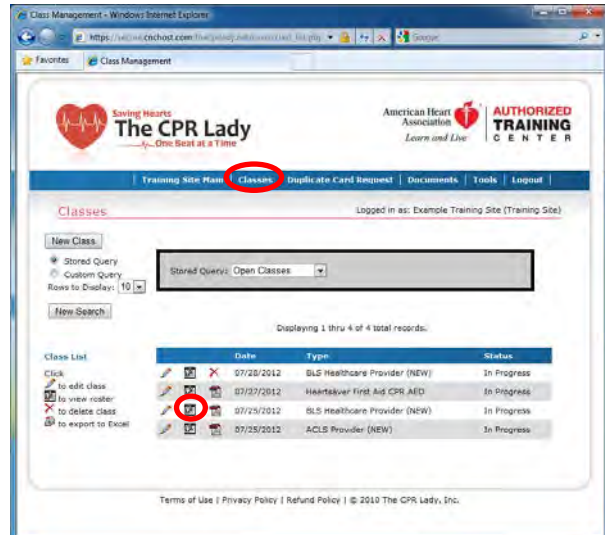 Class Management - Windows Internet Explorer
Favorites Class Management
Saving Hearts
The CPR Lady
One Beat at a Time
American Heart
Association
Learn and Live
AUTHORIZED
TRAINING
CENTER
Training Site Main | Classes | Duplicate Card Request | Documents | Tools | Logout |
Classes
Logged in as: Example Training Site (Training Site)
New Class
Stored Query
Custom Query
Rows to Display: 10
Stored Query: Open Classes
New Search
Displaying 1 thru 4 of 4 total records.
Class List
Click
to edit class
to view roster
to delete class
to export to Excel
Date Type Status
07/28/2012 BLS Healthcare Provider (NEW) In Progress
07/27/2012 Heartsaver First Aid CPR AED In Progress
07/25/2012 BLS Healthcare Provider (NEW) In Progress
07/25/2012 ACLS Provider (NEW) In Progress
Terms of Use | Privacy Policy | Refund Policy | © 2010 The CPR Lady, Inc.